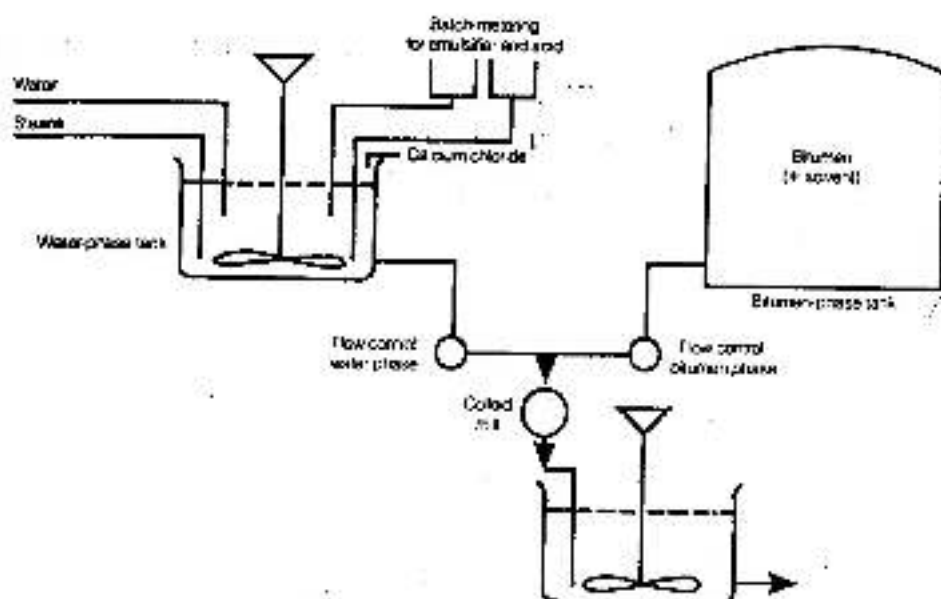 Batch-metering
for emulsifier and acid
Water
Steam
Calcium chloride
Bitumen
(+ solvent)
Water-phase tank
Bitumen-phase tank
Flow control
water phase
Flow control
bitumen phase
Colloid
mill